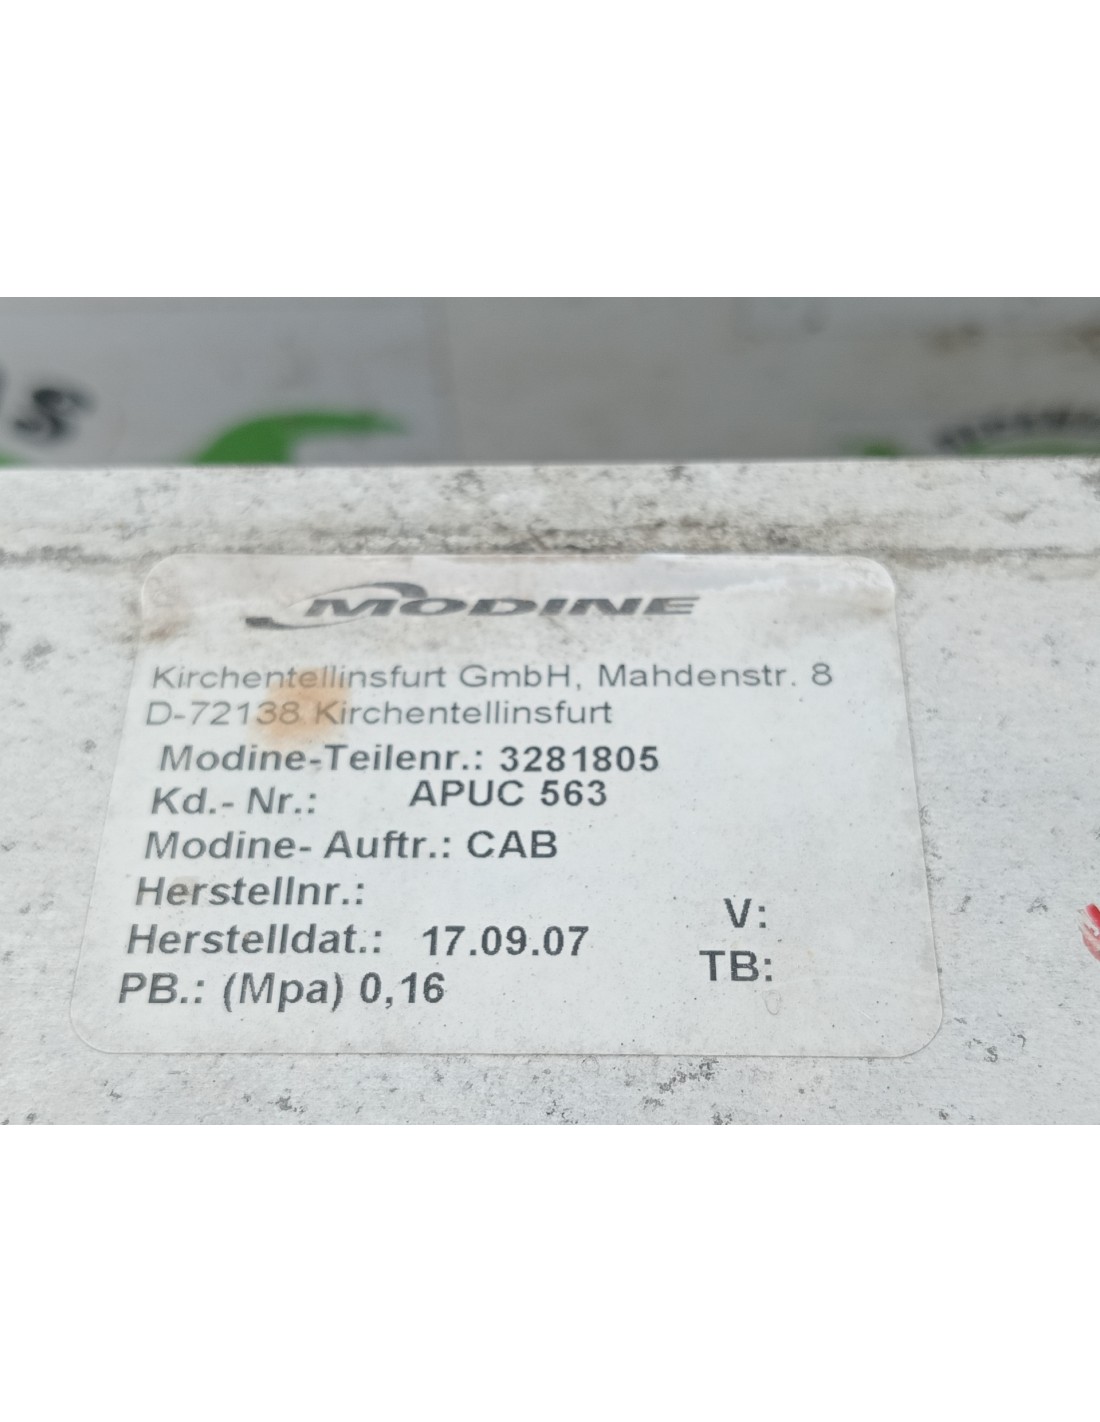 MODINE
Kirchentellinsfurt GmbH, Mahdenstr. 8
D-72138 Kirchentellinsfurt
Modine-Teilenr.: 3281805
Kd.- Nr.: APUC 563
Modine- Auftr.: CAB
Herstellnr.:
Herstelldat.: 17.09.07
V:
PB.: (Mpa) 0,16
TB: